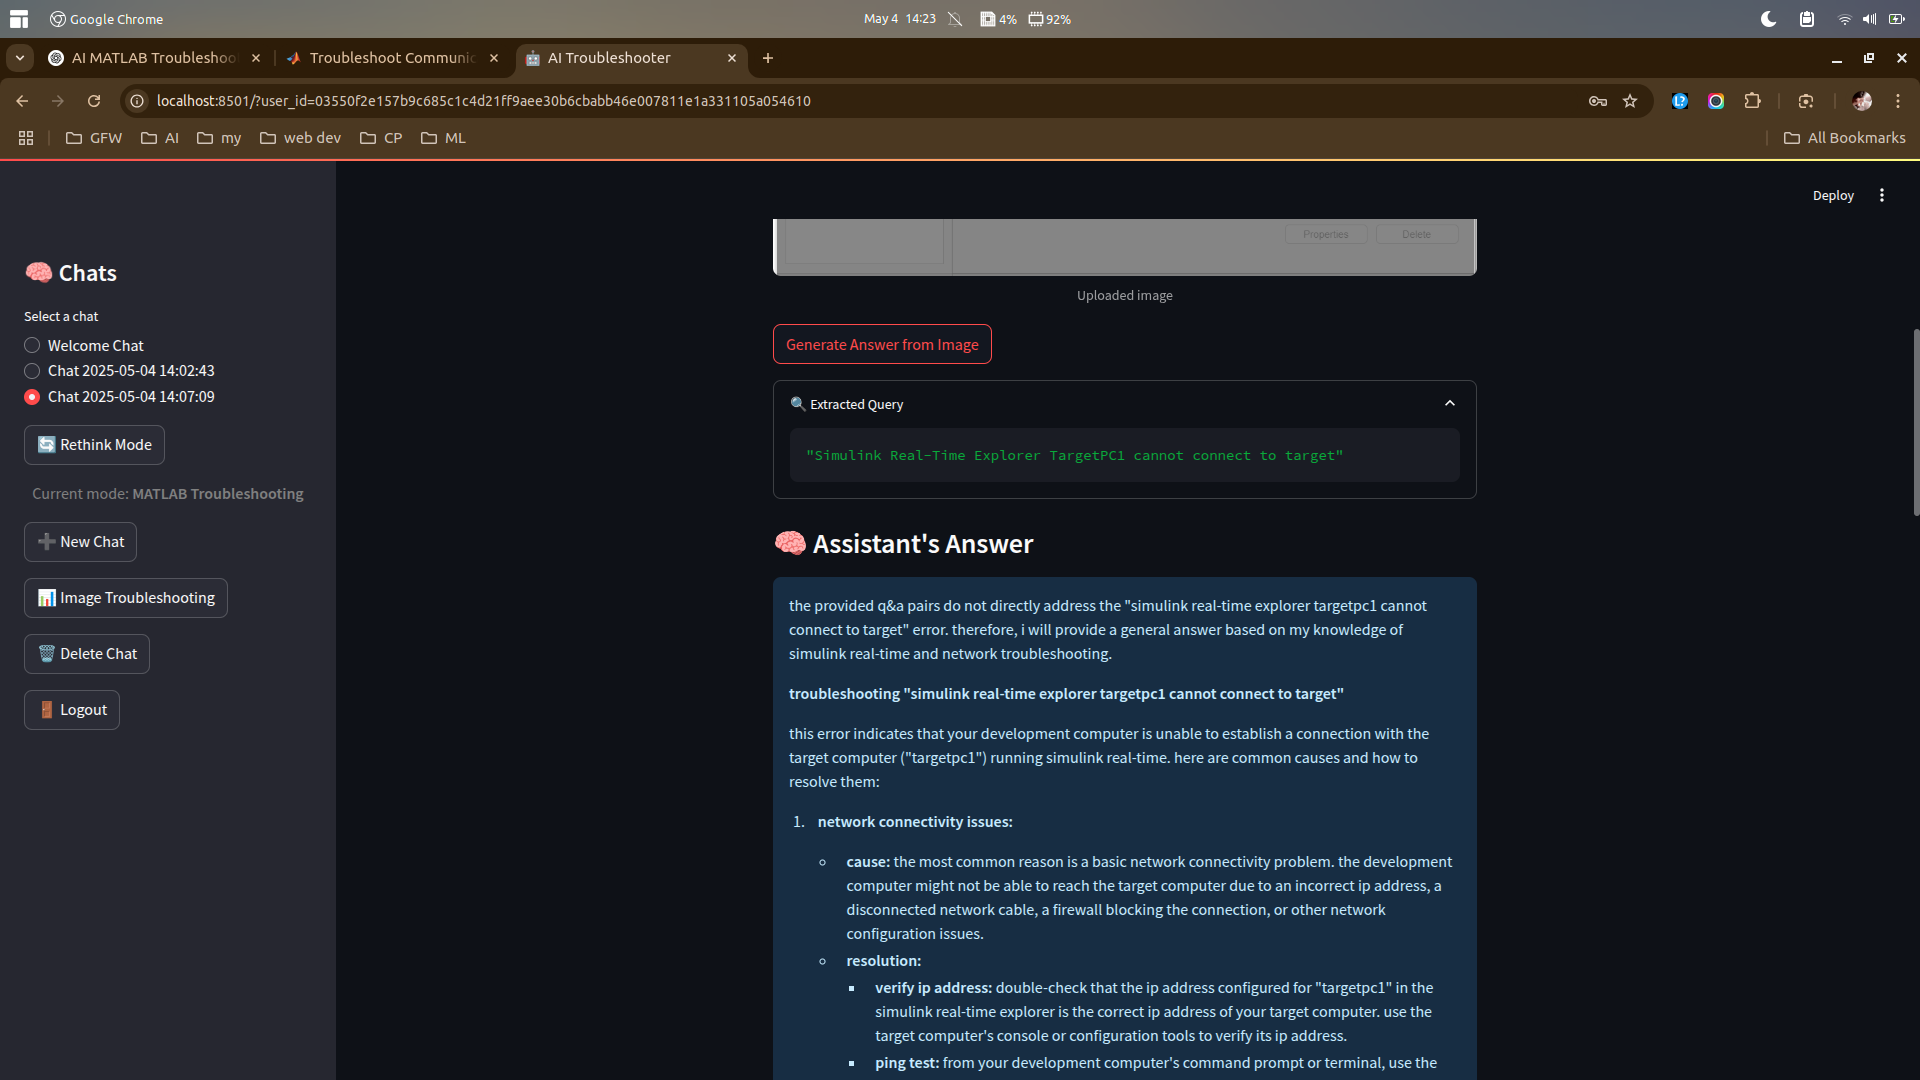 Google Chrome
May 4 14:23
4%
92%
AI MATLAB Troubleshoo
Troubleshoot Communic
AI Troubleshooter
localhost:8501/?user_id=03550f2e157b9c685c1c4d21ff9aee30b6cbabb46e007811e1a331105a054610
GFW
AI
my
web dev
CP
ML
All Bookmarks
Deploy
🧠 Chats
Select a chat
Welcome Chat
Chat 2025-05-04 14:02:43
Chat 2025-05-04 14:07:09
🔄 Rethink Mode
Current mode: MATLAB Troubleshooting
➕ New Chat
📊 Image Troubleshooting
🗑️ Delete Chat
🚪 Logout
Properties
Delete
Uploaded image
Generate Answer from Image
🔍 Extracted Query
"Simulink Real-Time Explorer TargetPC1 cannot connect to target"
🧠 Assistant's Answer
the provided q&a pairs do not directly address the "simulink real-time explorer targetpc1 cannot
connect to target" error. therefore, i will provide a general answer based on my knowledge of
simulink real-time and network troubleshooting.
troubleshooting "simulink real-time explorer targetpc1 cannot connect to target"
this error indicates that your development computer is unable to establish a connection with the
target computer ("targetpc1") running simulink real-time. here are common causes and how to
resolve them:
1. network connectivity issues:
cause: the most common reason is a basic network connectivity problem. the development
computer might not be able to reach the target computer due to an incorrect ip address, a
disconnected network cable, a firewall blocking the connection, or other network
configuration issues.
resolution:
verify ip address: double-check that the ip address configured for "targetpc1" in the
simulink real-time explorer is the correct ip address of your target computer. use the
target computer's console or configuration tools to verify its ip address.
ping test: from your development computer's command prompt or terminal, use the